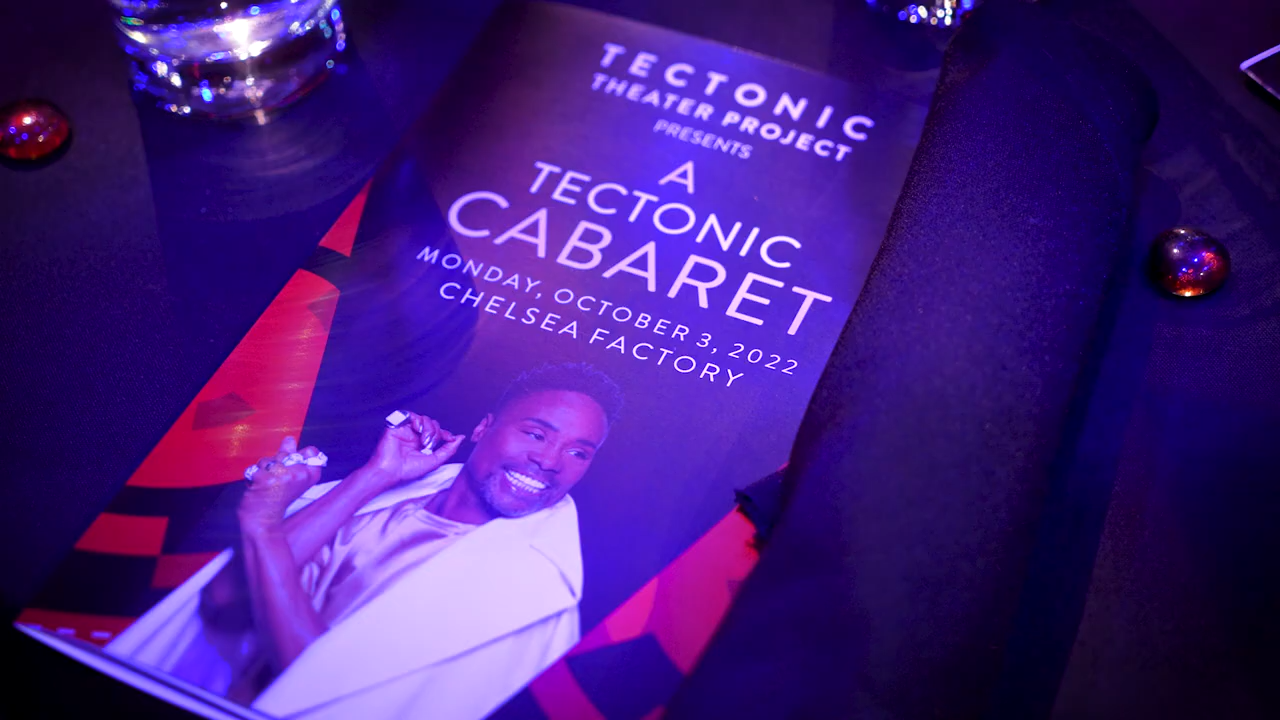 TECTONIC
THEATER PROJECT
PRESENTS
A
TECTONIC
CABARET
MONDAY, OCTOBER 3, 2022
CHELSEA FACTORY